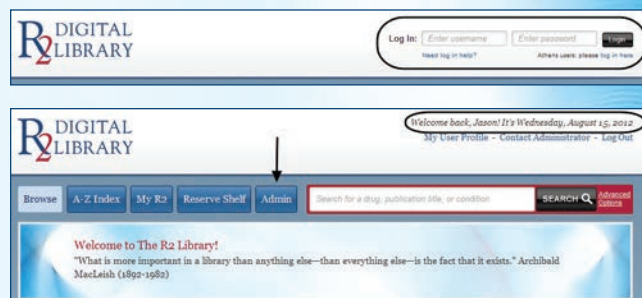 R2 DIGITAL
LIBRARY
Log In: Enter username Enter password Login
Need log in help? Athens users: please log in here
R2 DIGITAL
LIBRARY
Welcome back, Jason! It's Wednesday, August 15, 2012
My User Profile - Contact Administrator - Log Out
Browse A-Z Index My R2 Reserve Shelf Admin Search for a drug, publication title, or condition SEARCH Advanced
Options
Welcome to The R2 Library!
"What is more important in a library than anything else—than everything else—is the fact that it exists." Archibald
MacLeish (1892-1982)